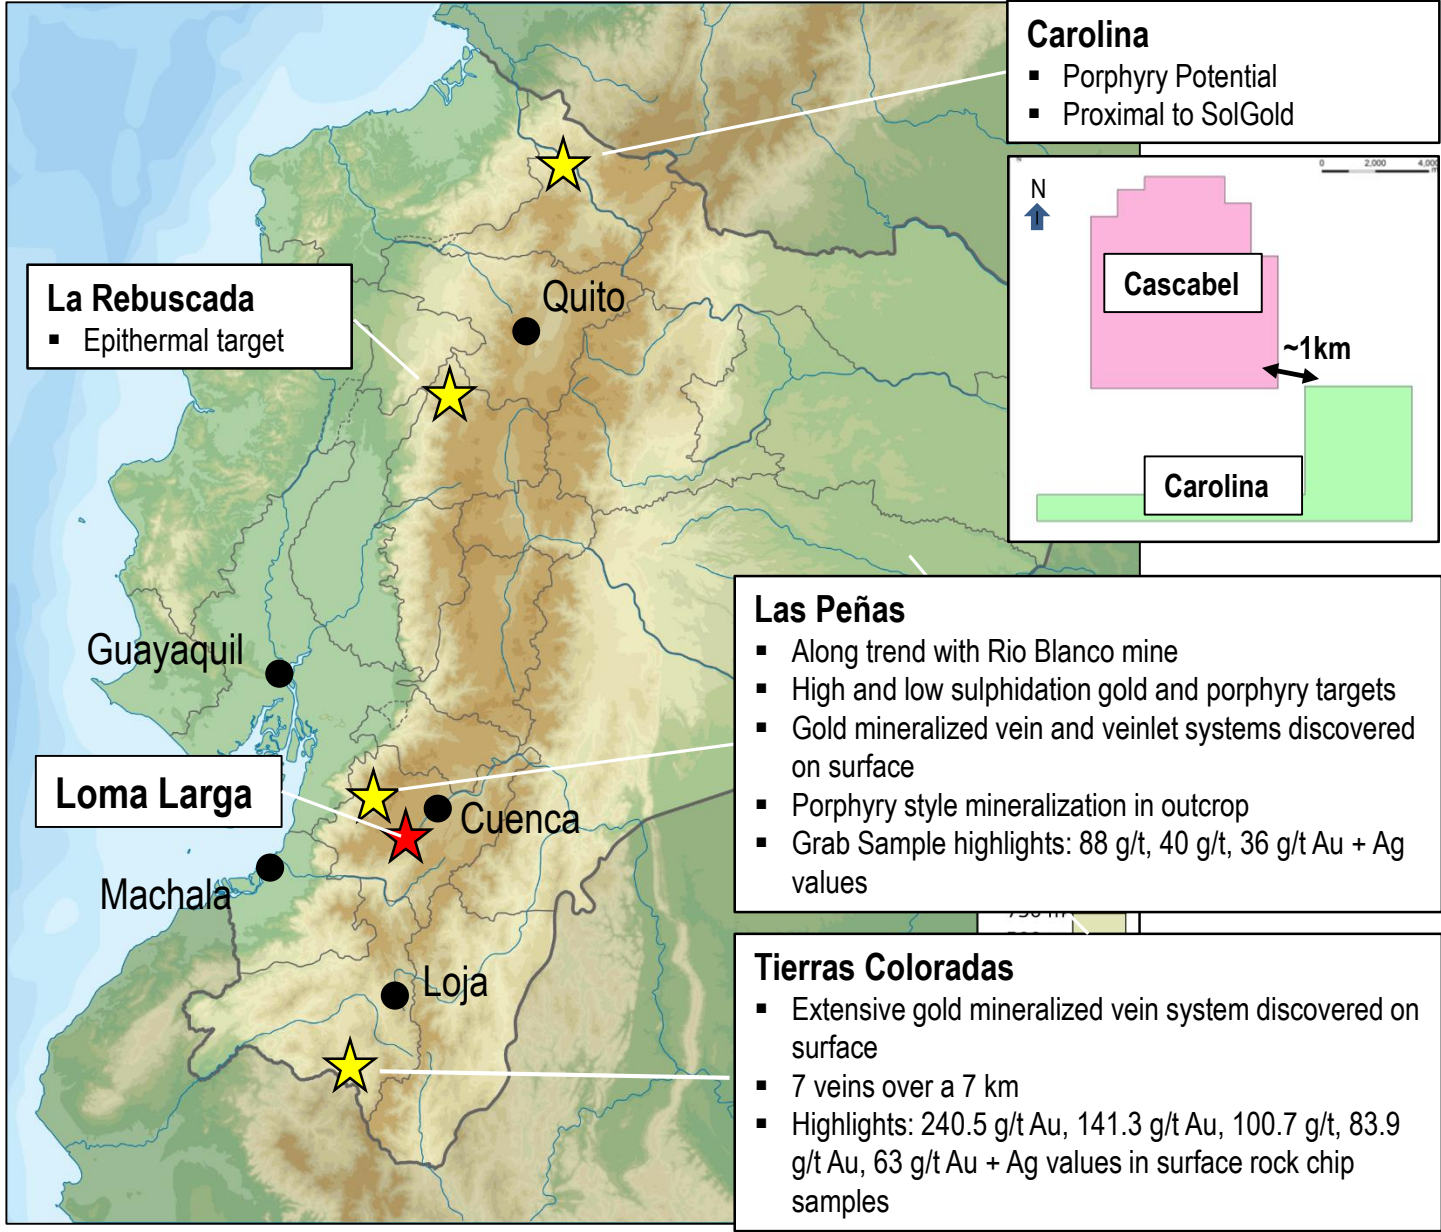 Carolina
▪ Porphyry Potential
▪ Proximal to SolGold
N
0 2,000 4,000
m
Cascabel
~1km
Carolina
La Rebuscada
▪ Epithermal target
Quito
Guayaquil
Loma Larga
Cuenca
Machala
Loja
Las Peñas
▪ Along trend with Rio Blanco mine
▪ High and low sulphidation gold and porphyry targets
▪ Gold mineralized vein and veinlet systems discovered
on surface
▪ Porphyry style mineralization in outcrop
▪ Grab Sample highlights: 88 g/t, 40 g/t, 36 g/t Au + Ag
values
Tierras Coloradas
▪ Extensive gold mineralized vein system discovered on
surface
▪ 7 veins over a 7 km
▪ Highlights: 240.5 g/t Au, 141.3 g/t Au, 100.7 g/t, 83.9
g/t Au, 63 g/t Au + Ag values in surface rock chip
samples